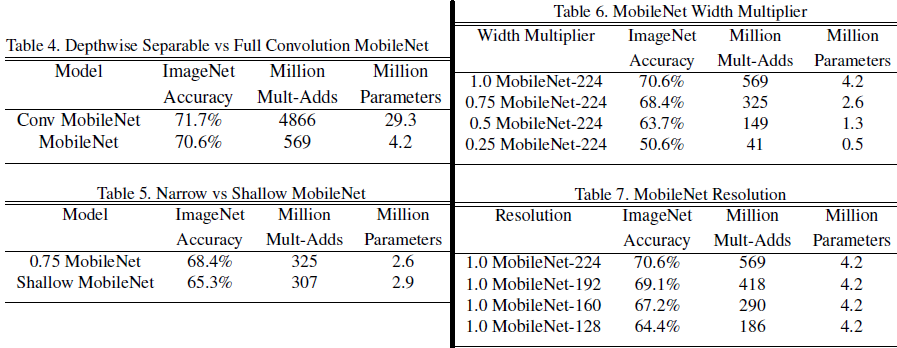 Table 4. Depthwise Separable vs Full Convolution MobileNet
Model ImageNet Million Million
Accuracy Mult-Adds Parameters
Conv MobileNet 71.7% 4866 29.3
MobileNet 70.6% 569 4.2
Table 5. Narrow vs Shallow MobileNet
Model ImageNet Million Million
Accuracy Mult-Adds Parameters
0.75 MobileNet 68.4% 325 2.6
Shallow MobileNet 65.3% 307 2.9
Table 6. MobileNet Width Multiplier
Width Multiplier ImageNet Million Million
Accuracy Mult-Adds Parameters
1.0 MobileNet-224 70.6% 569 4.2
0.75 MobileNet-224 68.4% 325 2.6
0.5 MobileNet-224 63.7% 149 1.3
0.25 MobileNet-224 50.6% 41 0.5
Table 7. MobileNet Resolution
Resolution ImageNet Million Million
Accuracy Mult-Adds Parameters
1.0 MobileNet-224 70.6% 569 4.2
1.0 MobileNet-192 69.1% 418 4.2
1.0 MobileNet-160 67.2% 290 4.2
1.0 MobileNet-128 64.4% 186 4.2